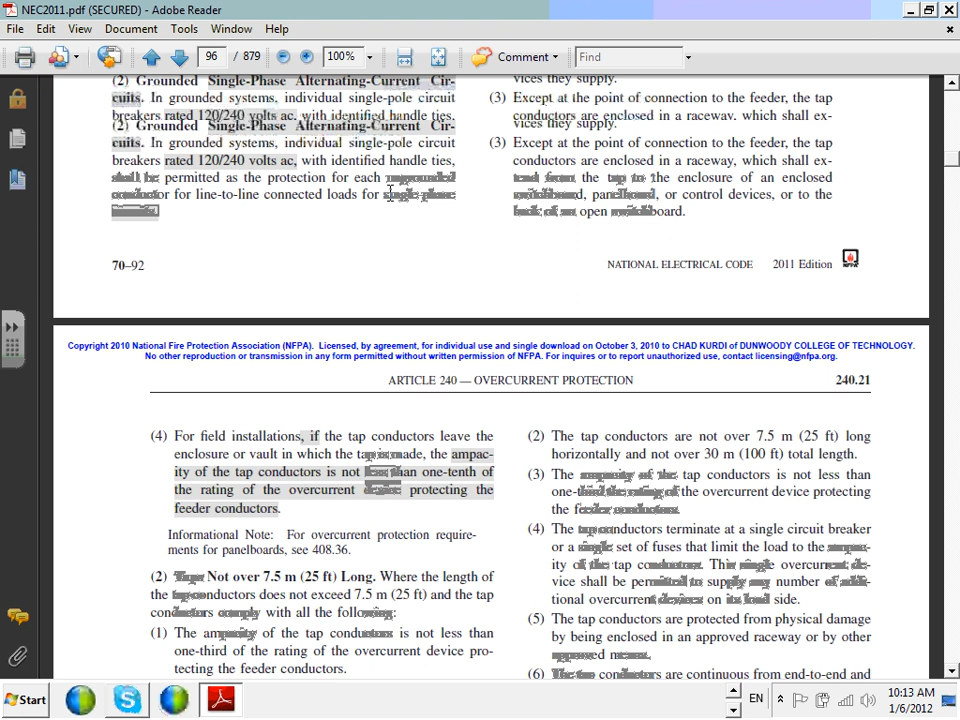 NEC2011.pdf (SECURED) - Adobe Reader
File Edit View Document Tools Window Help
96 / 879 100% Comment Find
(2) Grounded Single-Phase Alternating-Current Cir-
cuits. In grounded systems, individual single-pole circuit
breakers rated 120/240 volts ac, with identified handle ties,
(2) Grounded Single-Phase Alternating-Current Cir-
cuits. In grounded systems, individual single-pole circuit
breakers rated 120/240 volts ac, with identified handle ties,
shall be permitted as the protection for each ungrounded
conductor for line-to-line connected loads for single-phase
vices they supply.
(3) Except at the point of connection to the feeder, the tap
conductors are enclosed in a raceway, which shall ex-
vices they supply.
(3) Except at the point of connection to the feeder, the tap
conductors are enclosed in a raceway, which shall ex-
tend from the tap to the enclosure of an enclosed
switchboard, panelboard, or control devices, or to the
back of an open switchboard.
70–92
NATIONAL ELECTRICAL CODE 2011 Edition
NFPA
Copyright 2010 National Fire Protection Association (NFPA). Licensed, by agreement, for individual use and single download on October 3, 2010 to CHAD KURDI of DUNWOODY COLLEGE OF TECHNOLOGY.
No other reproduction or transmission in any form permitted without written permission of NFPA. For inquires or to report unauthorized use, contact licensing@nfpa.org.
ARTICLE 240 — OVERCURRENT PROTECTION 240.21
(4) For field installations, if the tap conductors leave the
enclosure or vault in which the tap is made, the ampac-
ity of the tap conductors is not less than one-tenth of
the rating of the overcurrent device protecting the
feeder conductors.
Informational Note: For overcurrent protection require-
ments for panelboards, see 408.36.
(2) Taps Not over 7.5 m (25 ft) Long. Where the length of
the tap conductors does not exceed 7.5 m (25 ft) and the tap
conductors comply with all the following:
(1) The ampacity of the tap conductors is not less than
one-third of the rating of the overcurrent device pro-
tecting the feeder conductors.
(2) The tap conductors are not over 7.5 m (25 ft) long
horizontally and not over 30 m (100 ft) total length.
(3) The ampacity of the tap conductors is not less than
one-third the rating of the overcurrent device protecting
the feeder conductors.
(4) The tap conductors terminate at a single circuit breaker
or a single set of fuses that limit the load to the ampac-
ity of the tap conductors. This single overcurrent de-
vice shall be permitted to supply any number of addi-
tional overcurrent devices on its load side.
(5) The tap conductors are protected from physical damage
by being enclosed in an approved raceway or by other
approved means.
(6) The tap conductors are continuous from end-to-end and
Start EN 10:13 AM
1/6/2012